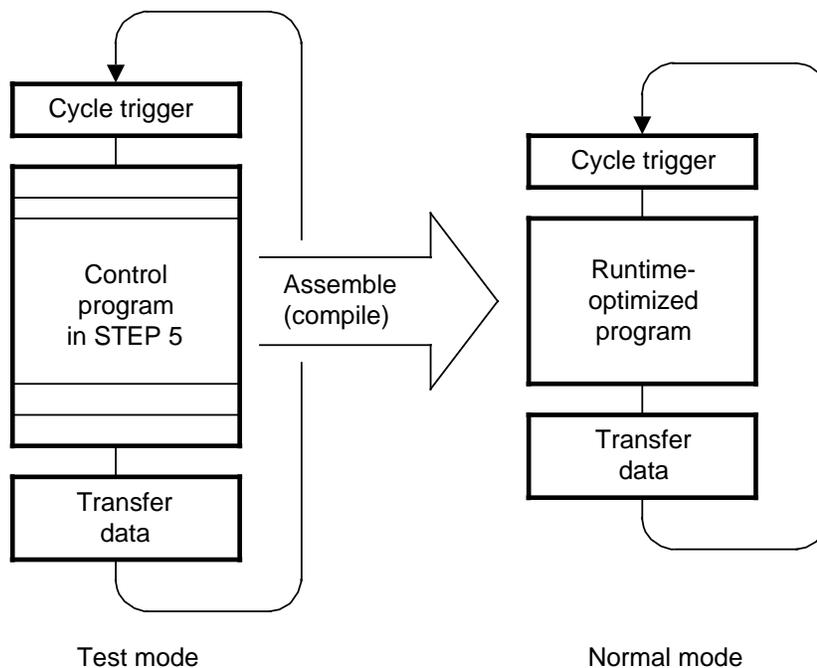 Cycle trigger
Control
program
in STEP 5
Transfer
data
Test mode
Assemble
(compile)
Cycle trigger
Runtime-
optimized
program
Transfer
data
Normal mode